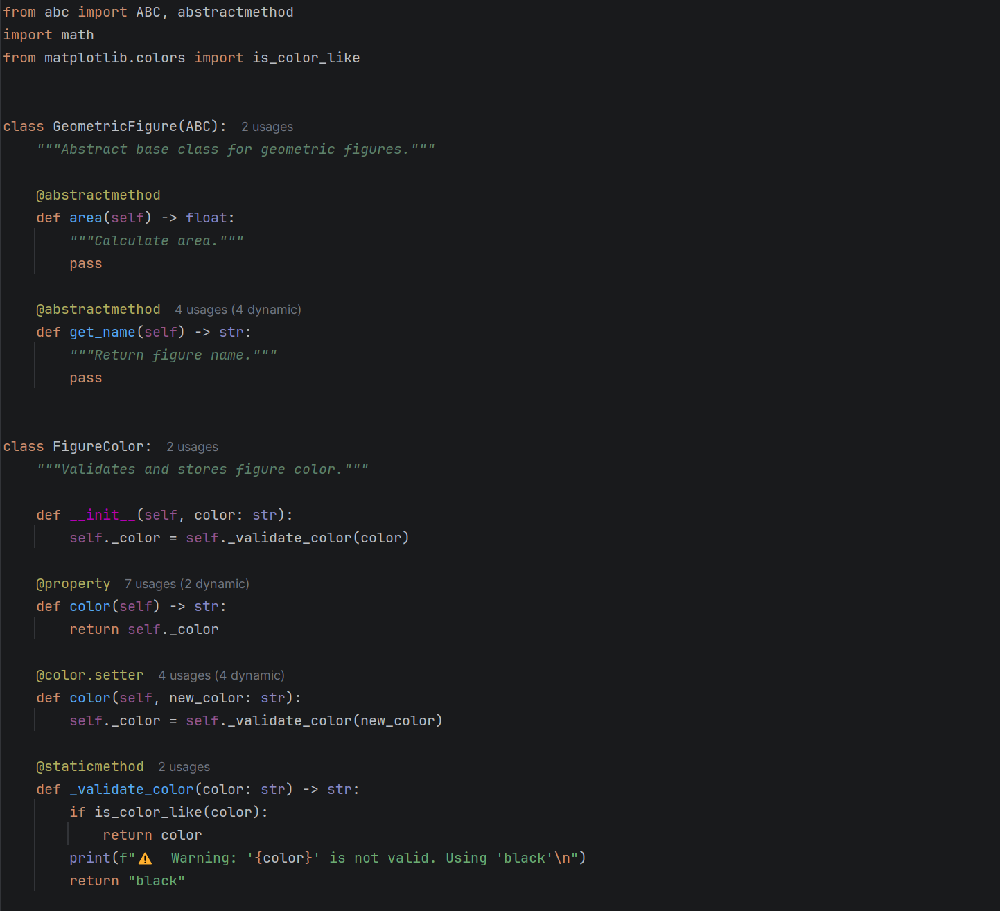 from abc import ABC, abstractmethod
import math
from matplotlib.colors import is_color_like
class GeometricFigure(ABC):  2 usages
    """Abstract base class for geometric figures."""
    @abstractmethod
    def area(self) -> float:
        """Calculate area."""
        pass
    @abstractmethod  4 usages (4 dynamic)
    def get_name(self) -> str:
        """Return figure name."""
        pass
class FigureColor:  2 usages
    """Validates and stores figure color."""
    def __init__(self, color: str):
        self._color = self._validate_color(color)
    @property  7 usages (2 dynamic)
    def color(self) -> str:
        return self._color
    @color.setter  4 usages (4 dynamic)
    def color(self, new_color: str):
        self._color = self._validate_color(new_color)
    @staticmethod  2 usages
    def _validate_color(color: str) -> str:
        if is_color_like(color):
            return color
        print(f"⚠️  Warning: '{color}' is not valid. Using 'black'\n")
        return "black"